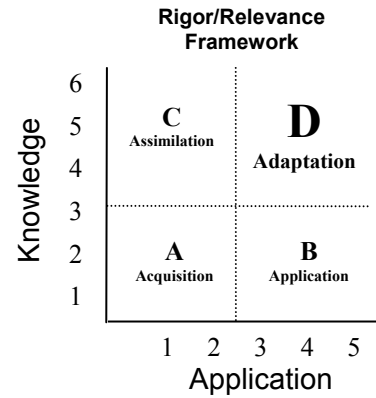 Rigor/Relevance
Framework
6
5
4
3
2
1
Knowledge
C
Assimilation
D
Adaptation
A
Acquisition
B
Application
1 2 3 4 5
Application